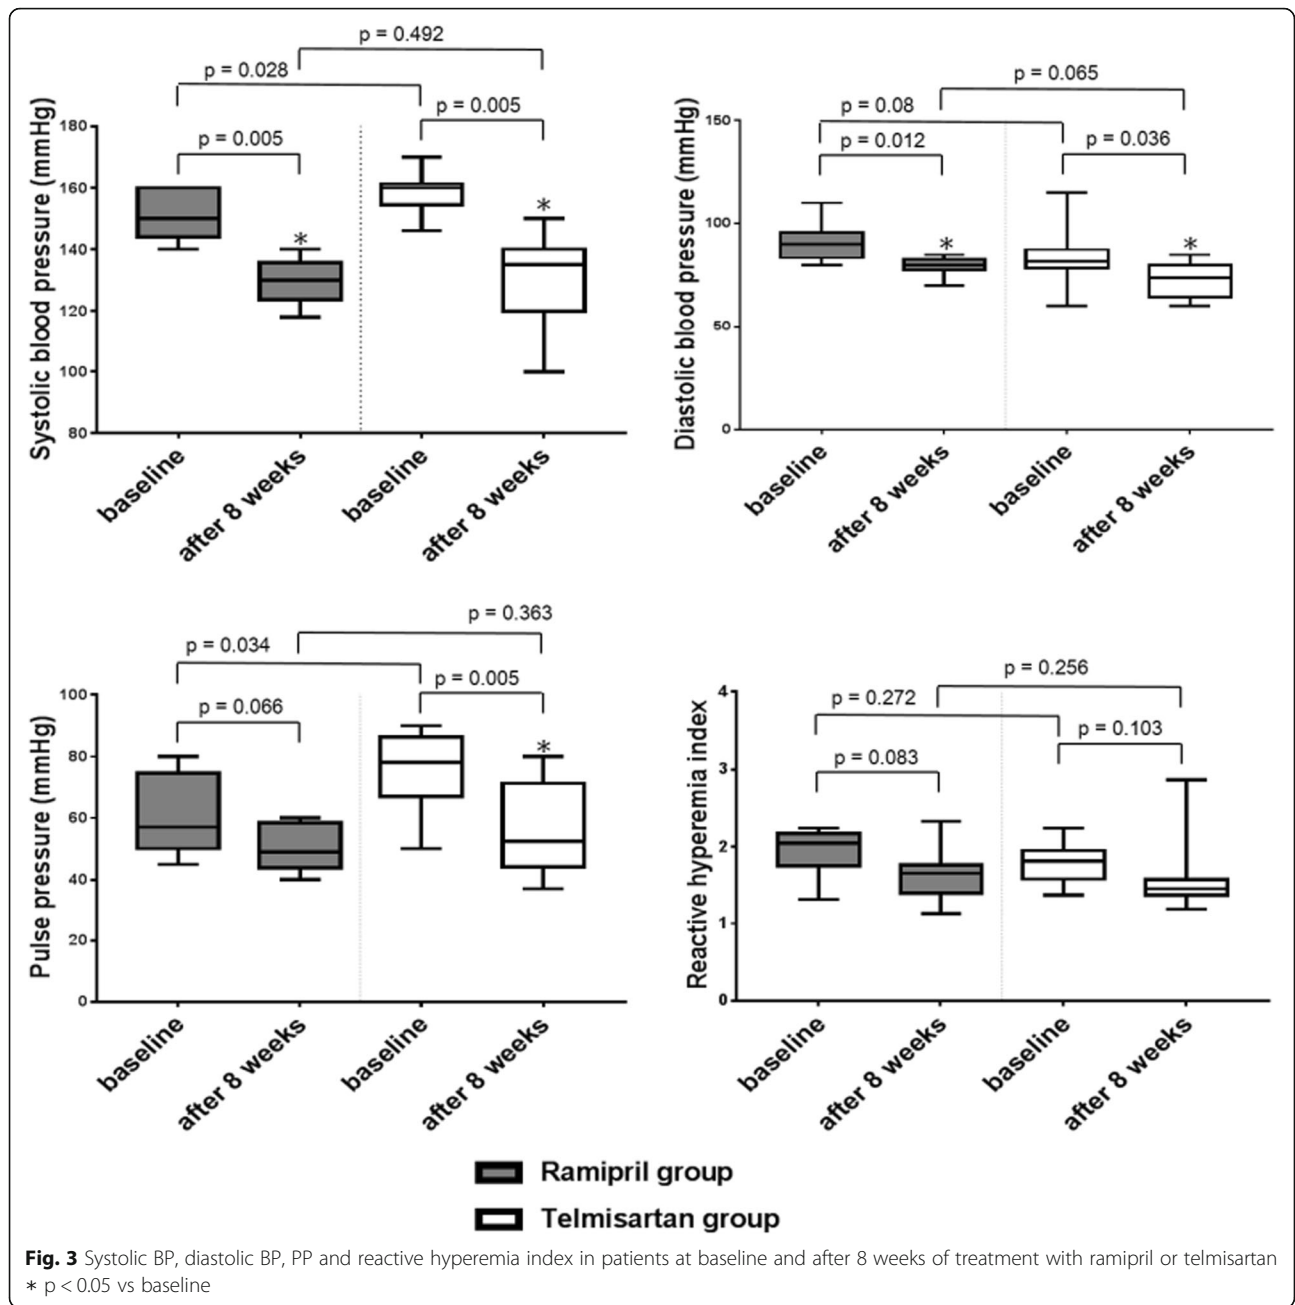 p = 0.492
p = 0.028
p = 0.005
p = 0.005
Systolic blood pressure (mmHg)
180
160
140
120
100
80
*
*
baseline
after 8 weeks
baseline
after 8 weeks
p = 0.065
p = 0.08
p = 0.012
p = 0.036
Diastolic blood pressure (mmHg)
150
100
50
0
*
*
baseline
after 8 weeks
baseline
after 8 weeks
p = 0.363
p = 0.034
p = 0.005
p = 0.066
Pulse pressure (mmHg)
100
80
60
40
20
0
*
baseline
after 8 weeks
baseline
after 8 weeks
p = 0.256
p = 0.272
p = 0.103
p = 0.083
Reactive hyperemia index
4
3
2
1
0
baseline
after 8 weeks
baseline
after 8 weeks
Ramipril group
Telmisartan group
Fig. 3 Systolic BP, diastolic BP, PP and reactive hyperemia index in patients at baseline and after 8 weeks of treatment with ramipril or telmisartan
* p < 0.05 vs baseline